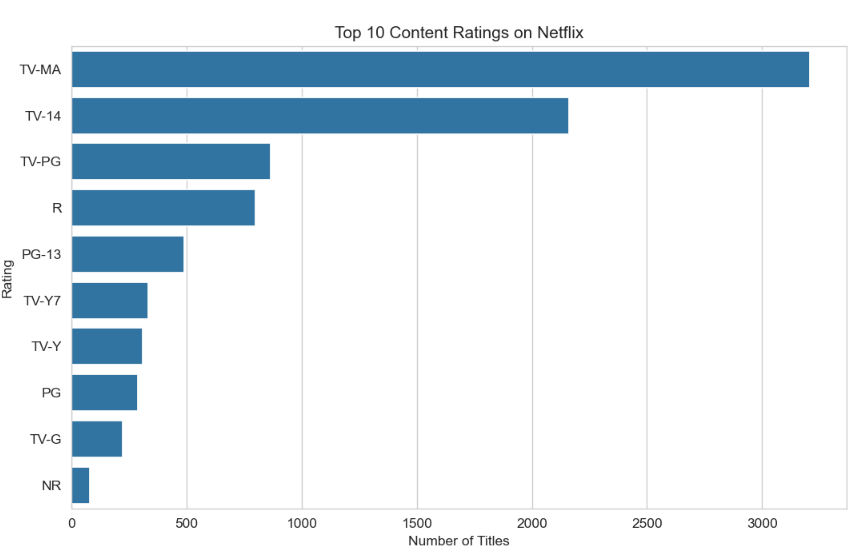 Top 10 Content Ratings on Netflix
TV-MA
TV-14
TV-PG
R
PG-13
TV-Y7
TV-Y
PG
TV-G
NR
Rating
0 500 1000 1500 2000 2500 3000
Number of Titles